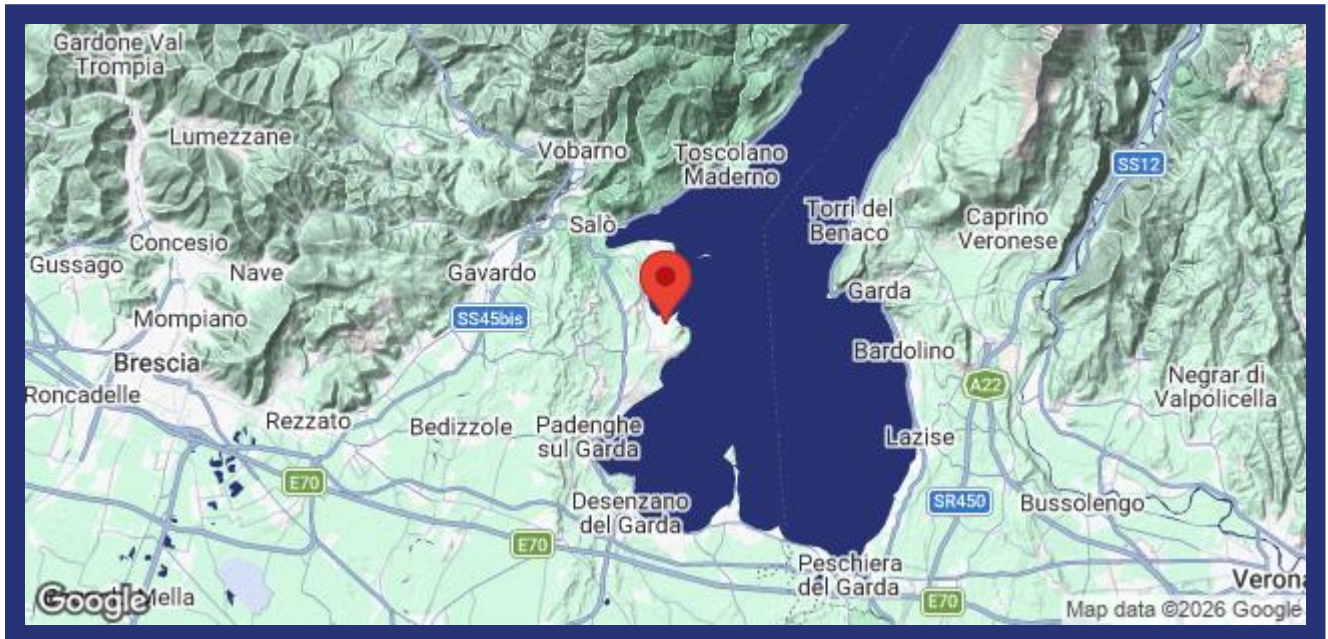 Gardone Val
Trompia
Lumezzane
Vobarno
Toscolano
Maderno
SS12
Torri del
Benaco
Caprino
Veronese
Salò
Concesio
Gussago
Nave
Gavardo
Garda
Mompiano
SS45bis
Brescia
Bardolino
Roncadelle
A22
Negrar di
Valpolicella
Rezzato
Bedizzole
Padenghe
sul Garda
Lazise
E70
Desenzano
del Garda
SR450
Bussolengo
E70
Peschiera
del Garda
Verona
E70
Mella
Google
Map data ©2026 Google